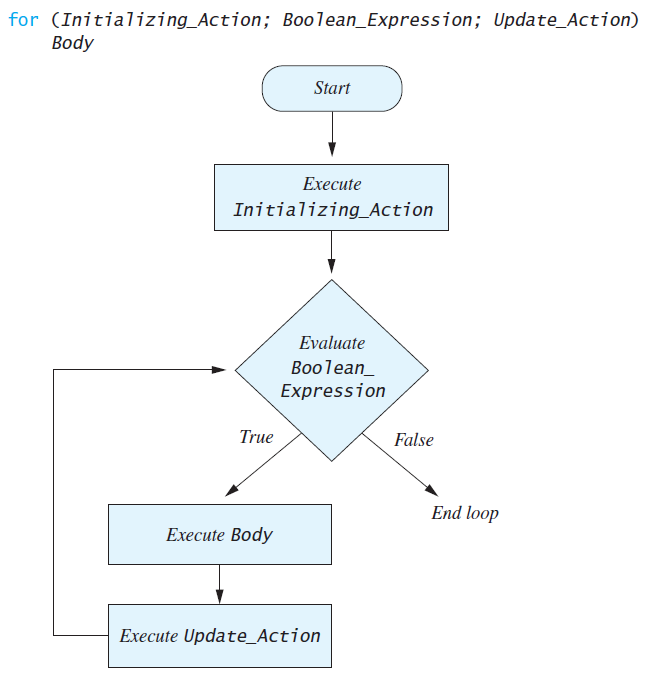 for (Initializing_Action; Boolean_Expression; Update_Action)
Body
Start
Execute
Initializing_Action
Evaluate
Boolean_
Expression
True
False
End loop
Execute Body
Execute Update_Action